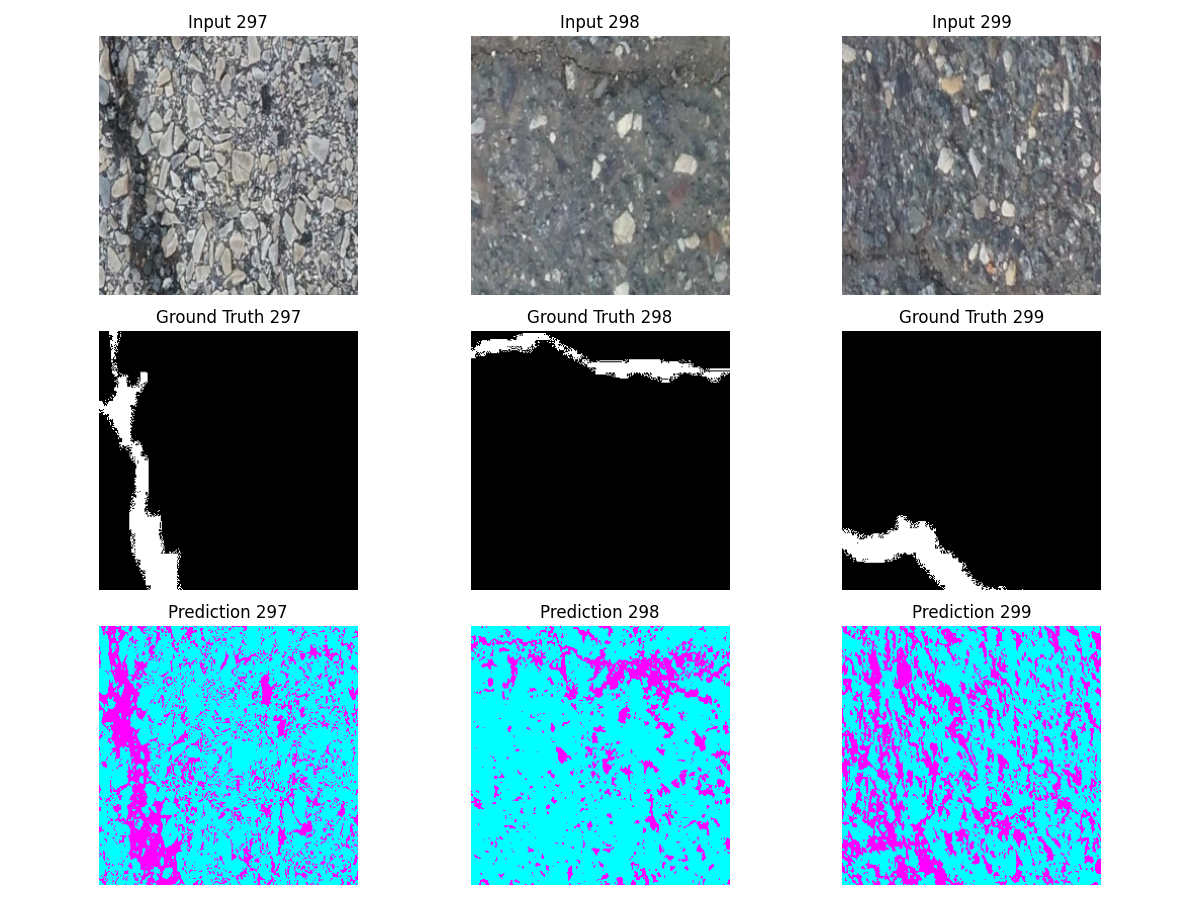 Input 297
Input 298
Input 299
Ground Truth 297
Ground Truth 298
Ground Truth 299
Prediction 297
Prediction 298
Prediction 299